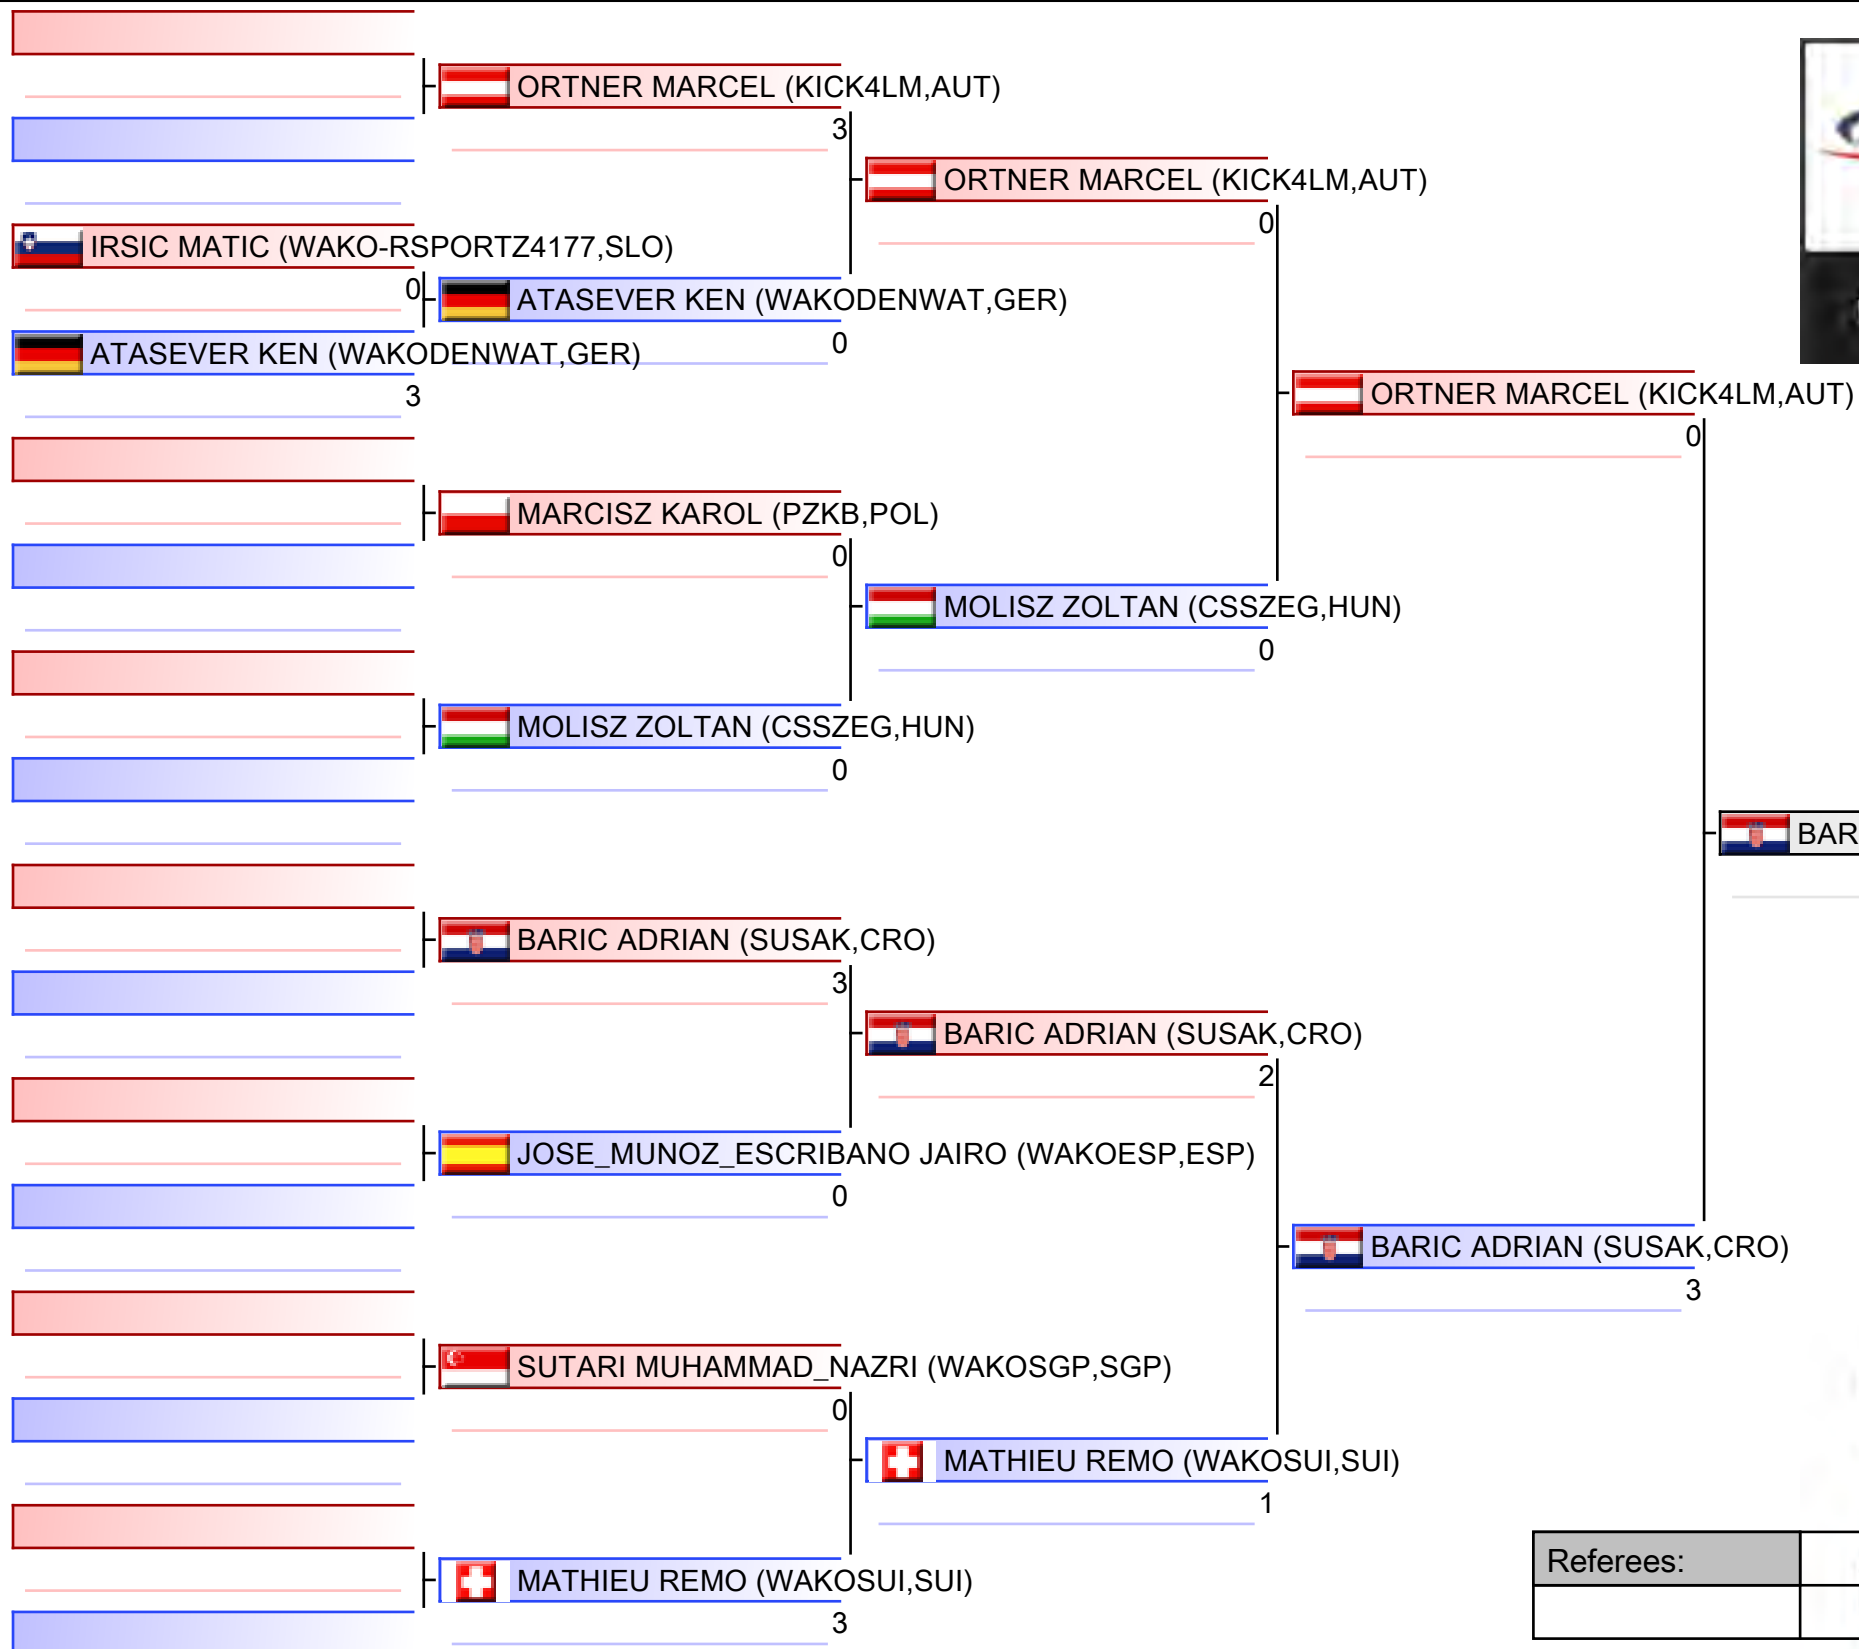 ORTNER MARCEL (KICK4LM,AUT)
3
ORTNER MARCEL (KICK4LM,AUT)
0
IRSIC MATIC (WAKO-RSPORTZ4177,SLO)
0
ATASEVER KEN (WAKODENWAT,GER)
0
ATASEVER KEN (WAKODENWAT,GER)
3
ORTNER MARCEL (KICK4LM,AUT)
0
MARCISZ KAROL (PZKB,POL)
0
MOLISZ ZOLTAN (CSSZEG,HUN)
0
MOLISZ ZOLTAN (CSSZEG,HUN)
0
BAR
BARIC ADRIAN (SUSAK,CRO)
3
BARIC ADRIAN (SUSAK,CRO)
2
JOSE_MUNOZ_ESCRIBANO JAIRO (WAKOESP,ESP)
0
BARIC ADRIAN (SUSAK,CRO)
3
SUTARI MUHAMMAD_NAZRI (WAKOSGP,SGP)
0
MATHIEU REMO (WAKOSUI,SUI)
1
MATHIEU REMO (WAKOSUI,SUI)
3
Referees: